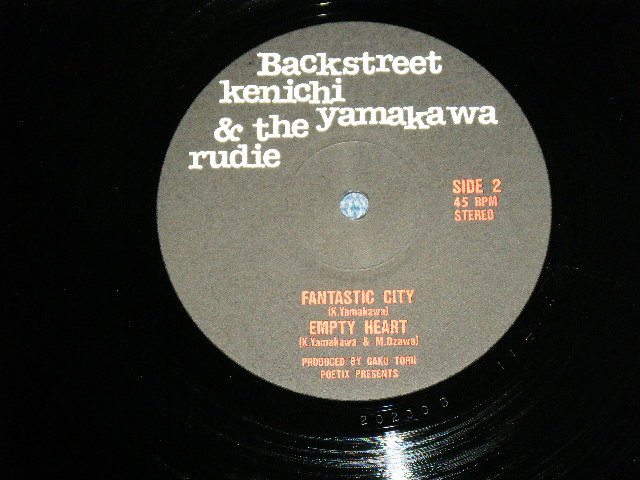 Backstreet
kenichi
yamakawa
& the
rudie
SIDE 2
45 RPM
STEREO
FANTASTIC CITY
(K.Yamakawa)
EMPTY HEART
(K.Yamakawa & M.Ozawa)
PRODUCED BY GAKU TORII
POETIX PRESENTS